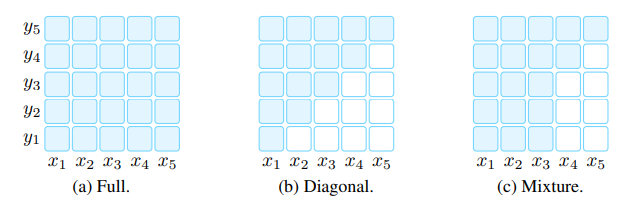 y5
y4
y3
y2
y1
x1 x2 x3 x4 x5 x1 x2 x3 x4 x5 x1 x2 x3 x4 x5
(a) Full. (b) Diagonal. (c) Mixture.